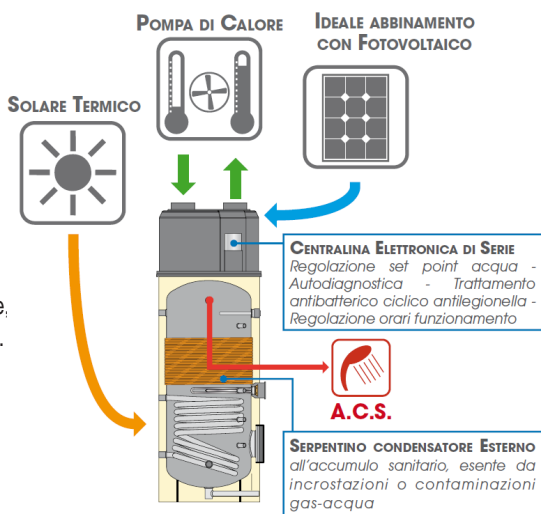 POMPA DI CALORE
IDEALE ABBINAMENTO
CON FOTOVOLTAICO
SOLARE TERMICO
CENTRALINA ELETTRONICA DI SERIE
Regolazione set point acqua -
Autodiagnostica - Trattamento
antibatterico ciclico antilegionella -
Regolazione orari funzionamento
e,
.
A.C.S.
SERPENTINO CONDENSATORE ESTERNO
all'accumulo sanitario, esente da
incrostazioni o contaminazioni
gas-acqua